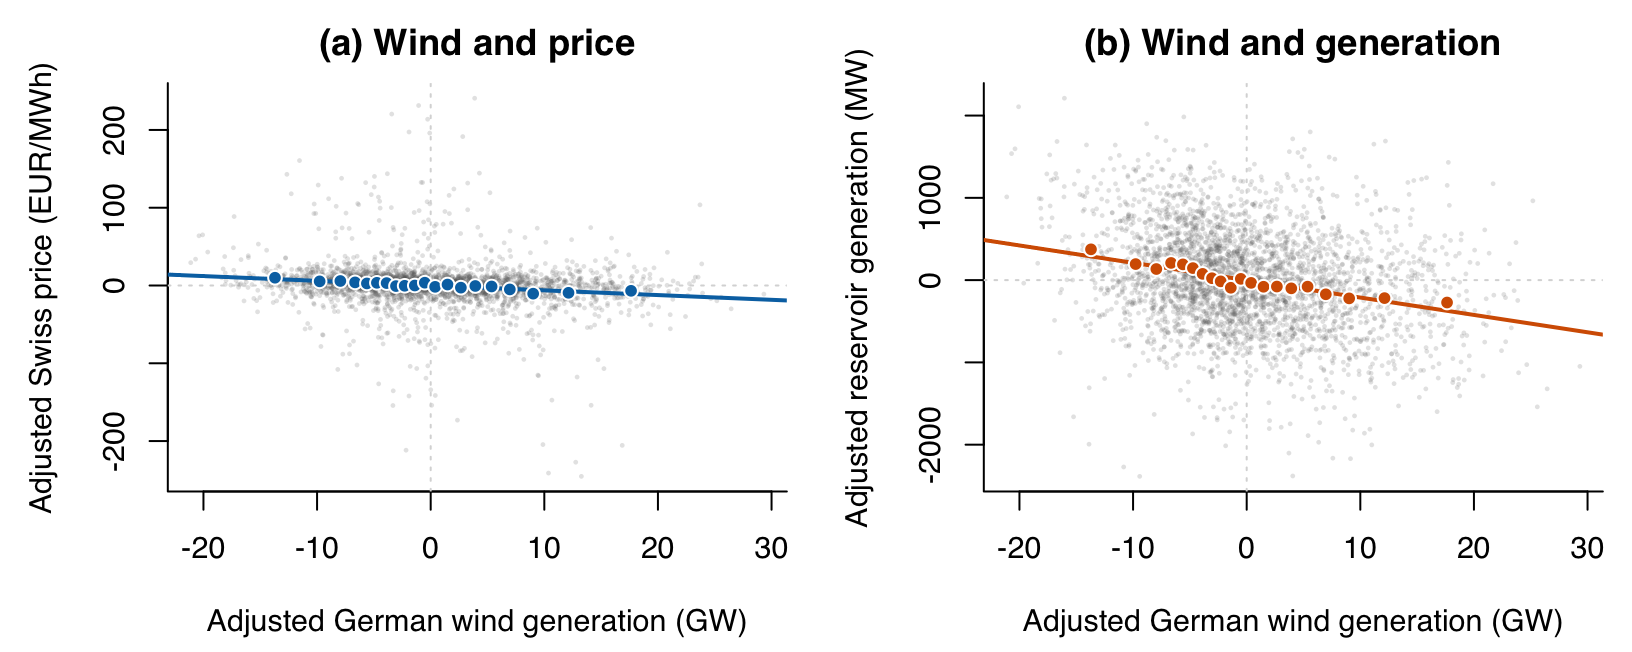 (a) Wind and price
Adjusted Swiss price (EUR/MWh)
200
100
0
-200
-20 -10 0 10 20 30
Adjusted German wind generation (GW)
(b) Wind and generation
Adjusted reservoir generation (MW)
1000
0
-2000
-20 -10 0 10 20 30
Adjusted German wind generation (GW)